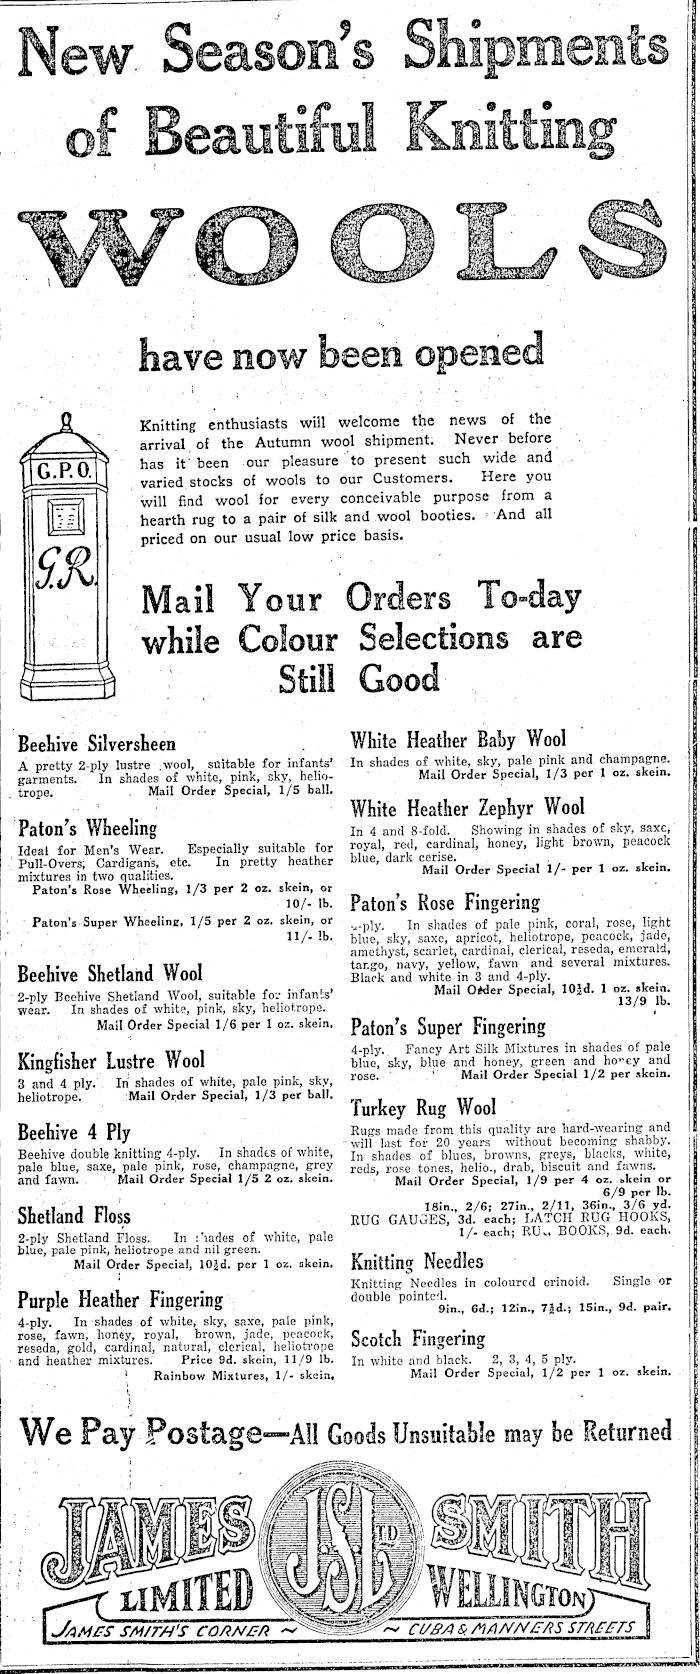 New Season's Shipments
of Beautiful Knitting
WOOLS
have now been opened
G.P.O.
G.R.
Knitting enthusiasts will welcome the news of the
arrival of the Autumn wool shipment. Never before
has it been our pleasure to present such wide and
varied stocks of wools to our Customers. Here you
will find wool for every conceivable purpose from a
hearth rug to a pair of silk and wool booties. And all
priced on our usual low price basis.
Mail Your Orders To-day
while Colour Selections are
Still Good
Beehive Silversheen
A pretty 2-ply lustre wool, suitable for infants'
garments. In shades of white, pink, sky, helio-
trope. Mail Order Special, 1/5 ball.
Paton's Wheeling
Ideal for Men's Wear. Especially suitable for
Pull-Overs, Cardigans, etc. In pretty heather
mixtures in two qualities.
Paton's Rose Wheeling, 1/3 per 2 oz. skein, or
10/- lb.
Paton's Super Wheeling, 1/5 per 2 oz. skein, or
11/- lb.
Beehive Shetland Wool
2-ply Beehive Shetland Wool, suitable for infants'
wear. In shades of white, pink, sky, heliotrope.
Mail Order Special 1/6 per 1 oz. skein.
Kingfisher Lustre Wool
3 and 4 ply. In shades of white, pale pink, sky,
heliotrope. Mail Order Special, 1/3 per ball.
Beehive 4 Ply
Beehive double knitting 4-ply. In shades of white,
pale blue, saxe, pale pink, rose, champagne, grey
and fawn. Mail Order Special 1/5 2 oz. skein.
Shetland Floss
2-ply Shetland Floss. In shades of white, pale
blue, pale pink, heliotrope and nil green.
Mail Order Special, 10½d. per 1 oz. skein.
Purple Heather Fingering
4-ply. In shades of white, sky, saxe, pale pink,
rose, fawn, honey, royal, brown, jade, peacock,
reseda, gold, cardinal, natural, clerical, heliotrope
and heather mixtures. Price 9d. skein, 11/9 lb.
Rainbow Mixtures, 1/- skein.
White Heather Baby Wool
In shades of white, sky, pale pink and champagne.
Mail Order Special, 1/3 per 1 oz. skein.
White Heather Zephyr Wool
In 4 and 8-fold. Showing in shades of sky, saxe,
royal, red, cardinal, honey, light brown, peacock
blue, dark cerise.
Mail Order Special 1/- per 1 oz. skein.
Paton's Rose Fingering
-ply. In shades of pale pink, coral, rose, light
blue, sky, saxe, apricot, heliotrope, peacock, jade,
amethyst, scarlet, cardinal, clerical, reseda, emerald,
tango, navy, yellow, fawn and several mixtures.
Black and white in 3 and 4-ply.
Mail Order Special, 10½d. 1 oz. skein.
13/9 lb.
Paton's Super Fingering
4-ply. Fancy Art Silk Mixtures in shades of pale
blue, sky, blue and honey, green and honey and
rose. Mail Order Special 1/2 per skein.
Turkey Rug Wool
Rugs made from this quality are hard-wearing and
will last for 20 years without becoming shabby.
In shades of blues, browns, greys, blacks, white,
reds, rose tones, helio., drab, biscuit and fawns.
Mail Order Special, 1/9 per 4 oz. skein or
6/9 per lb.
18in., 2/6; 27in., 2/11, 36in., 3/6 yd.
RUG GAUGES, 3d. each; LATCH RUG HOOKS,
1/- each; BOOKS, 9d. each.
Knitting Needles
Knitting Needles in coloured erinoid. Single or
double pointed.
9in., 6d.; 12in., 7½d.; 15in., 9d. pair.
Scotch Fingering
In white and black. 2, 3, 4, 5 ply.
Mail Order Special, 1/2 per 1 oz. skein.
We Pay Postage—All Goods Unsuitable may be Returned
JAMES SMITH
J.S.L TD
LIMITED WELLINGTON
JAMES SMITH'S CORNER ~ ~ CUBA & MANNERS STREETS